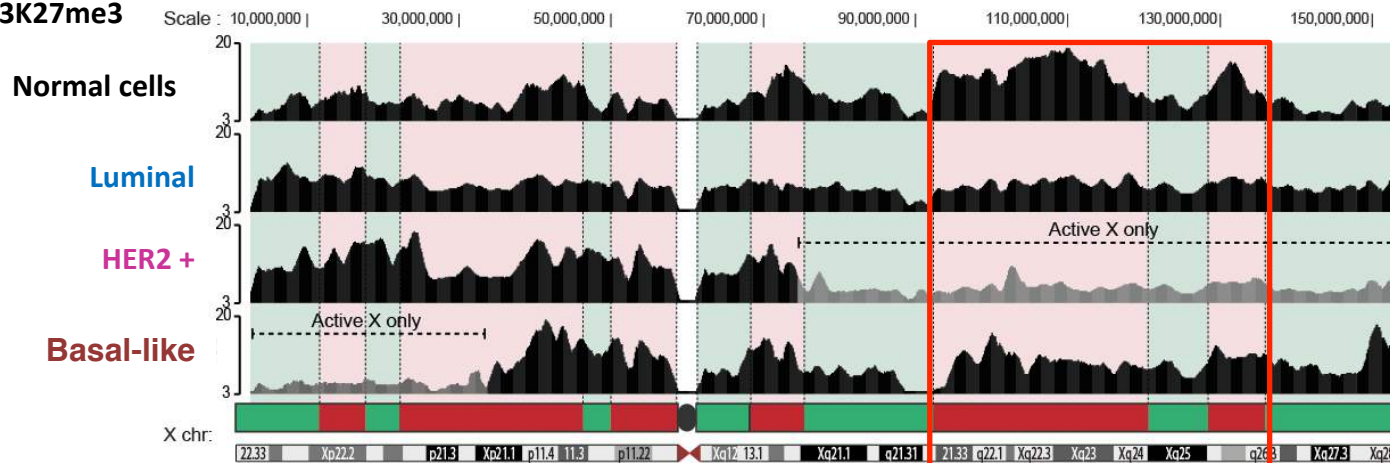 3K27me3
Scale : 10,000,000| 30,000,000| 50,000,000| 70,000,000| 90,000,000| 110,000,000| 130,000,000| 150,000,000|
20
Normal cells
3
20
Luminal
3
20
Active X only
HER2 +
3
20
Active X only
Basal-like
3
X chr:
22.33 Xp22.2 p21.3 Xp21.1 p11.4 11.3 p11.22 Xq12 13.1 Xq21.1 q21.31 21.33 q22.1 Xq22.3 Xq23 Xq24 Xq25 Xq27.3